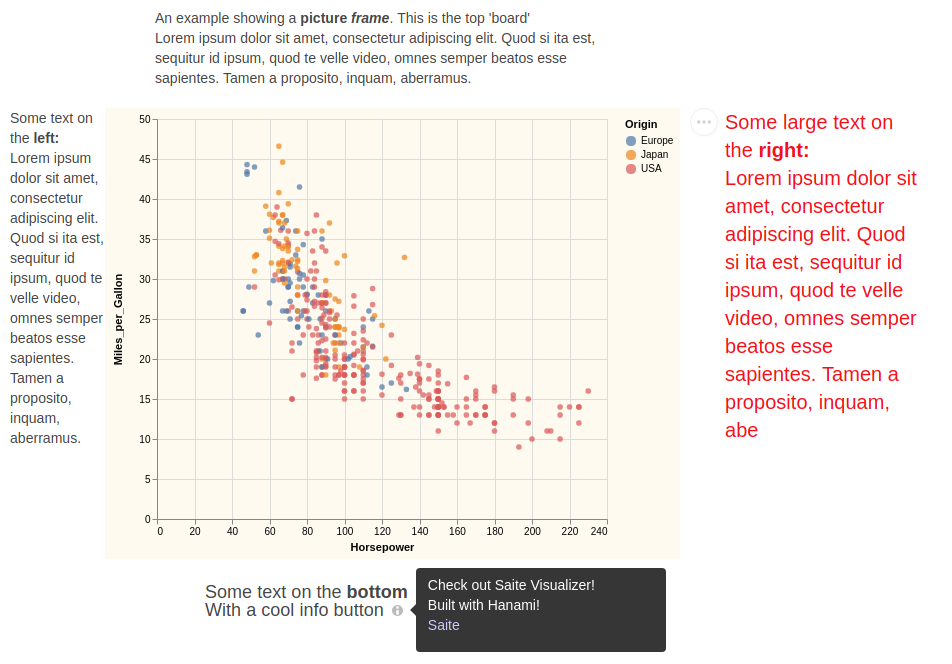 An example showing a picture frame. This is the top 'board'
Lorem ipsum dolor sit amet, consectetur adipiscing elit. Quod si ita est,
sequitur id ipsum, quod te velle video, omnes semper beatos esse
sapientes. Tamen a proposito, inquam, aberramus.
Some text on
the left:
Lorem ipsum
dolor sit amet,
consectetur
adipiscing elit.
Quod si ita est,
sequitur id
ipsum, quod te
velle video,
omnes semper
beatos esse
sapientes.
Tamen a
proposito,
inquam,
aberramus.
Miles_per_Gallon
50
45
40
35
30
25
20
15
10
5
0
0 20 40 60 80 100 120 140 160 180 200 220 240
Horsepower
Origin
Europe
Japan
USA
Some large text on
the right:
Lorem ipsum dolor sit
amet, consectetur
adipiscing elit. Quod
si ita est, sequitur id
ipsum, quod te velle
video, omnes semper
beatos esse
sapientes. Tamen a
proposito, inquam,
abe
Some text on the bottom
With a cool info button
Check out Saite Visualizer!
Built with Hanami!
Saite